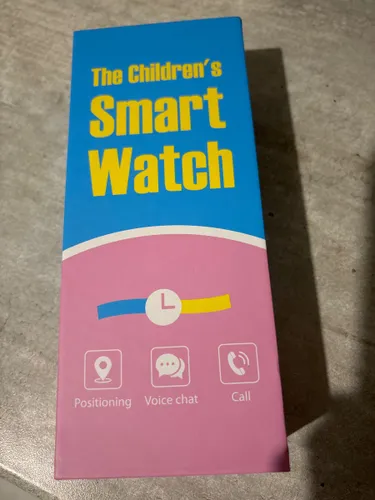 The Children's
Smart
Watch
Positioning Voice chat Call